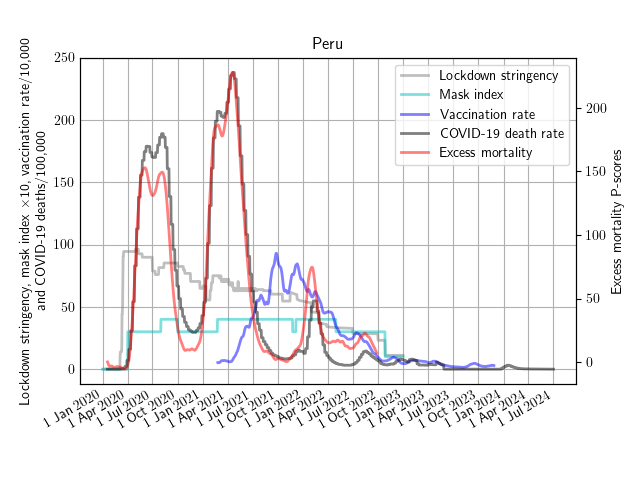 Peru
Lockdown stringency, mask index ×10, vaccination rate/10,000
and COVID-19 deaths/100,000
250
200
150
100
50
0
Lockdown stringency
Mask index
Vaccination rate
COVID-19 death rate
Excess mortality
200
150
100
50
0
Excess mortality P-scores
1 Jan 2020
1 Apr 2020
1 Jul 2020
1 Oct 2020
1 Jan 2021
1 Apr 2021
1 Jul 2021
1 Oct 2021
1 Jan 2022
1 Apr 2022
1 Jul 2022
1 Oct 2022
1 Jan 2023
1 Apr 2023
1 Jul 2023
1 Oct 2023
1 Jan 2024
1 Apr 2024
1 Jul 2024